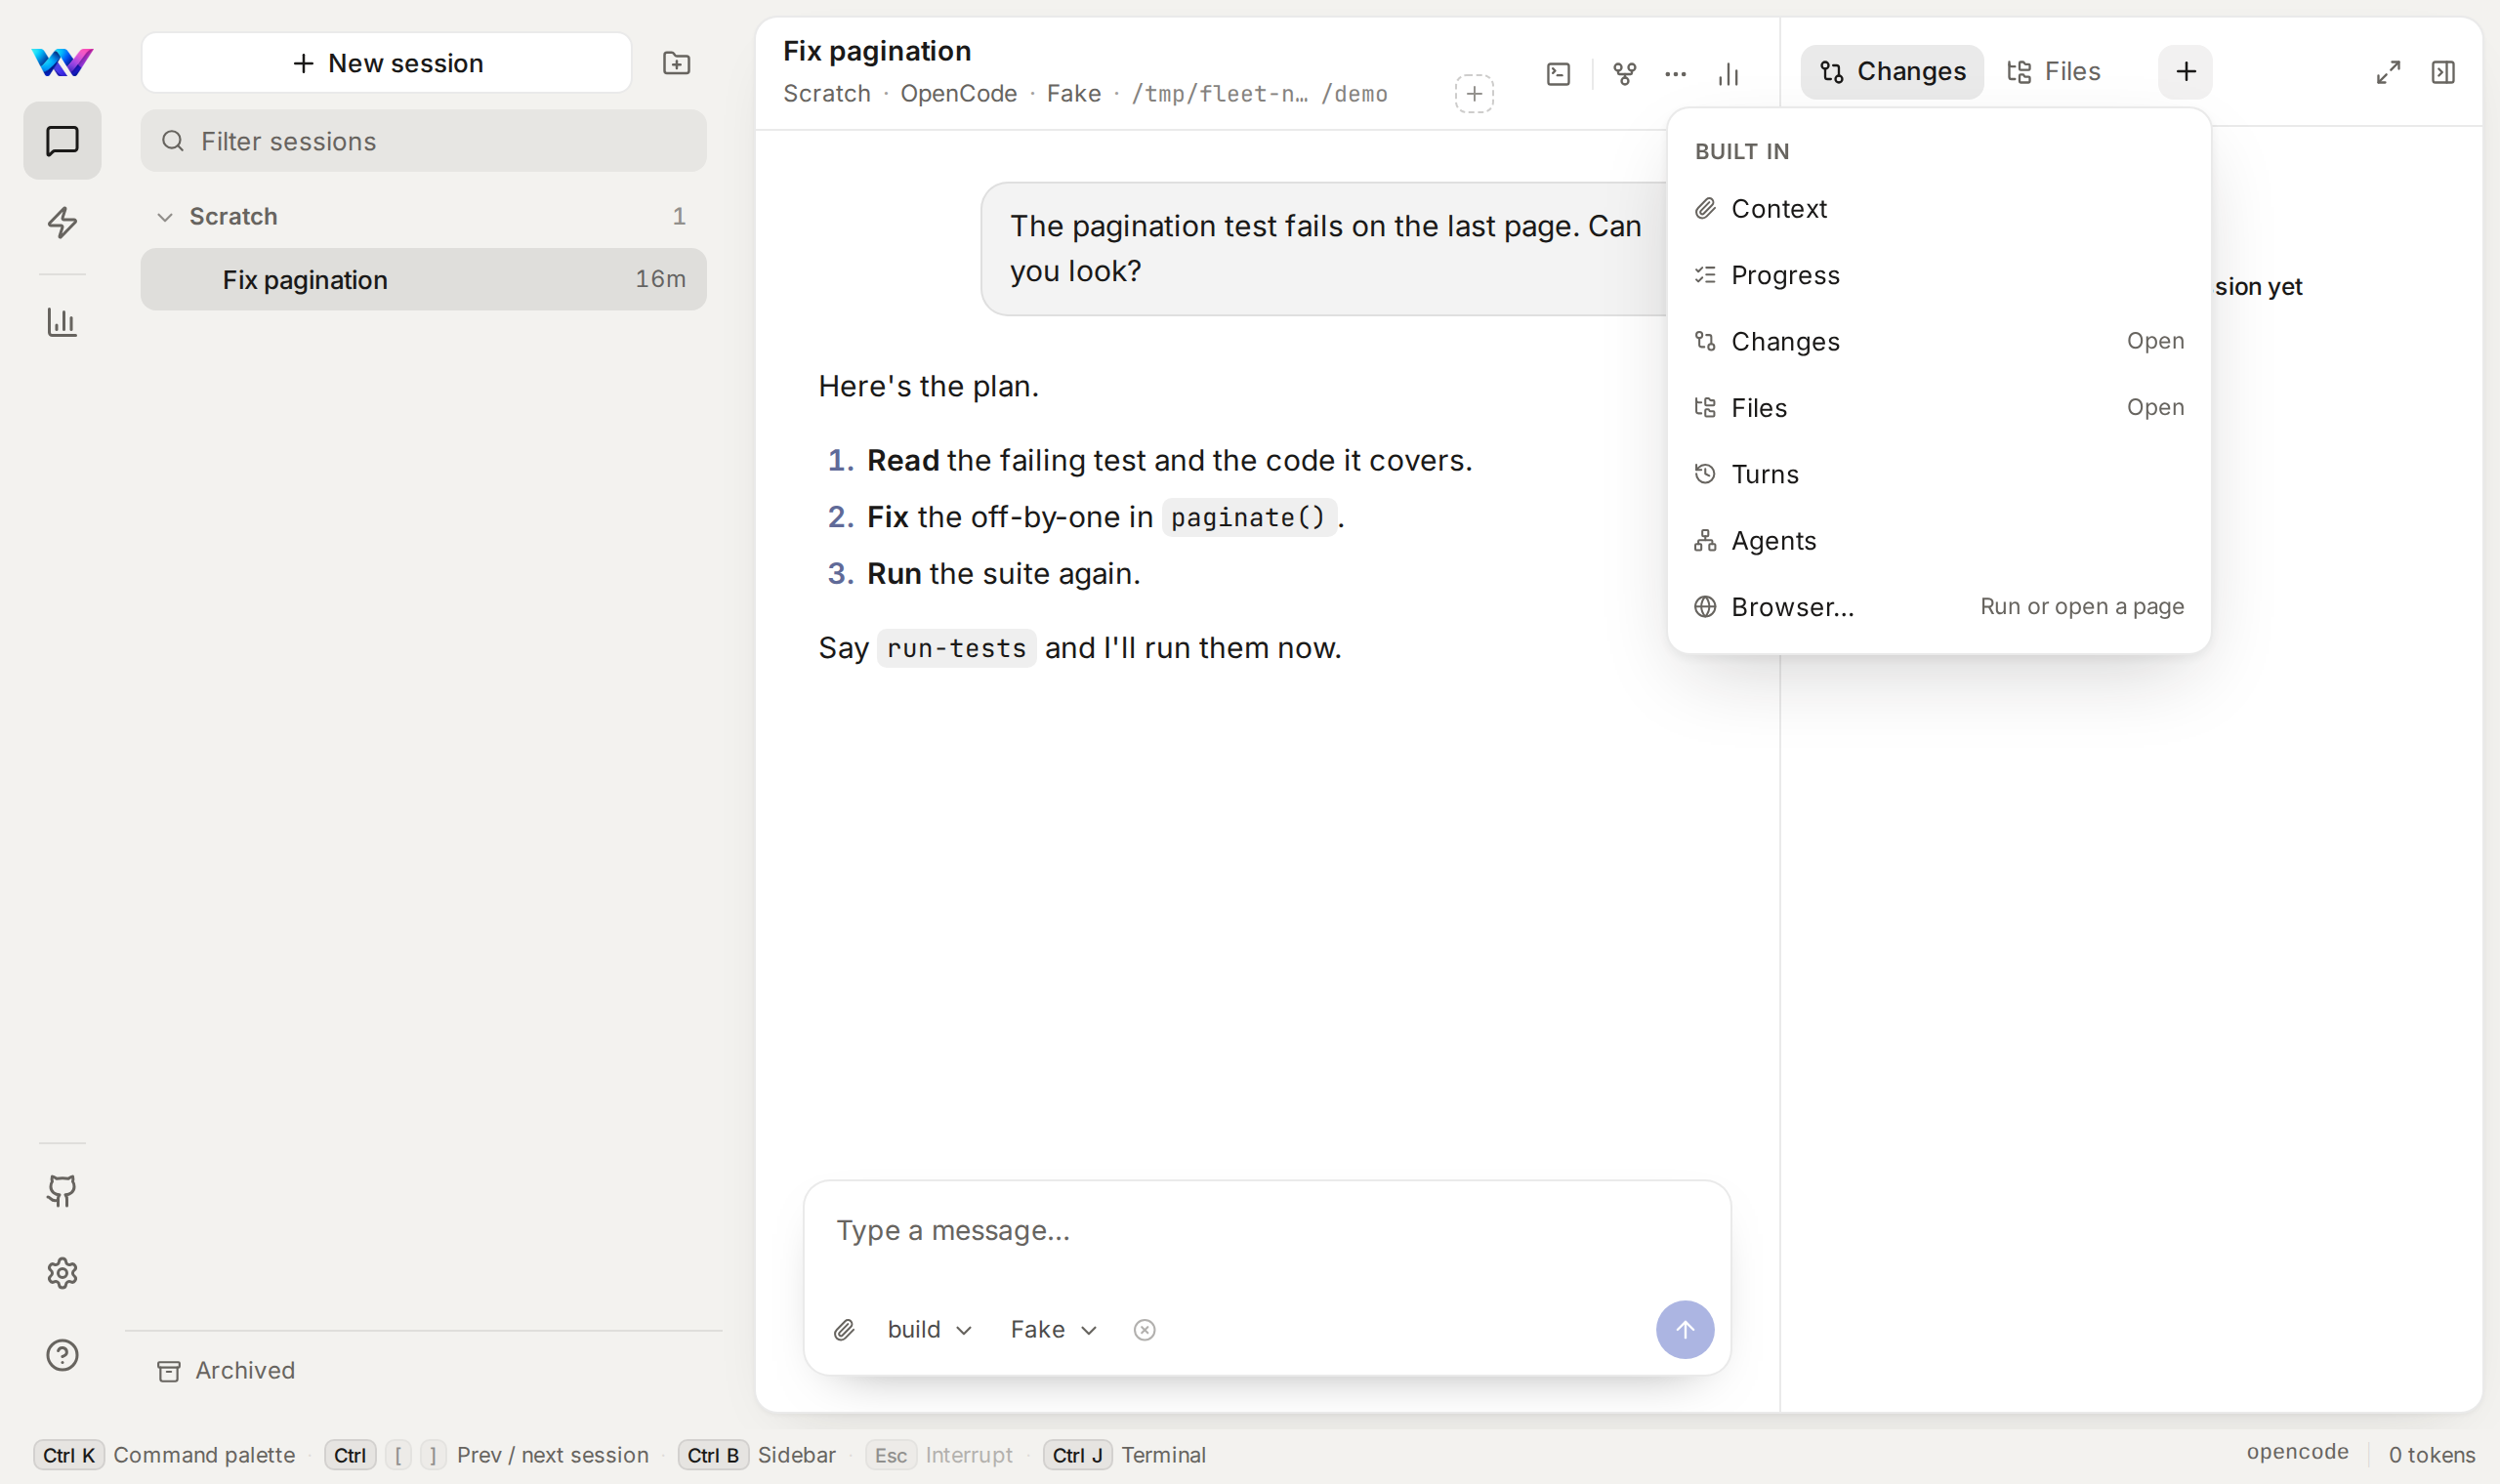 New session
Filter sessions
Scratch 1
Fix pagination 16m
Archived
Fix pagination
Scratch · OpenCode · Fake · /tmp/fleet-n… /demo
The pagination test fails on the last page. Can
you look?
Here's the plan.
1. Read the failing test and the code it covers.
2. Fix the off-by-one in paginate().
3. Run the suite again.
Say run-tests and I'll run them now.
Type a message...
build Fake
Changes Files
BUILT IN
Context
Progress
Changes Open
Files Open
Turns
Agents
Browser... Run or open a page
sion yet
Ctrl K Command palette · Ctrl [ ] Prev / next session · Ctrl B Sidebar · Esc Interrupt · Ctrl J Terminal
opencode 0 tokens